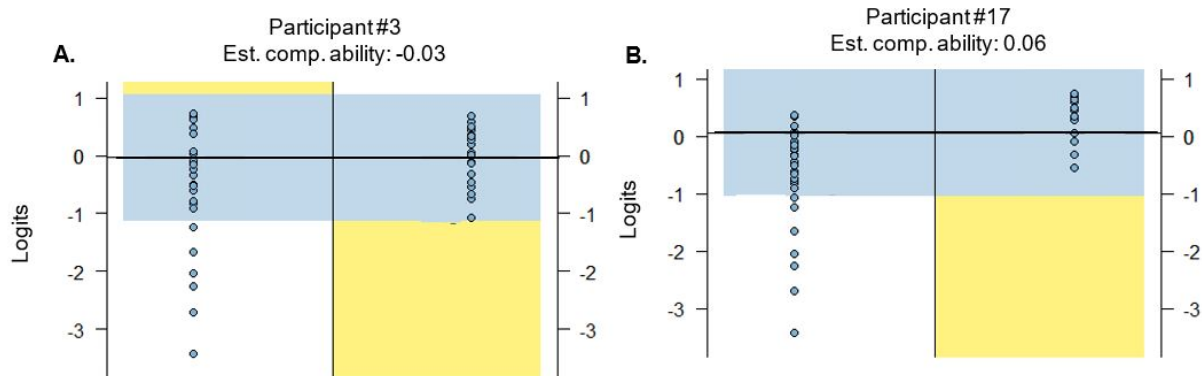 A.
Participant #3
Est. comp. ability: -0.03
Logits
1
0
-1
-2
-3
1
0
-1
-2
-3
B.
Participant #17
Est. comp. ability: 0.06
Logits
1
0
-1
-2
-3
1
0
-1
-2
-3